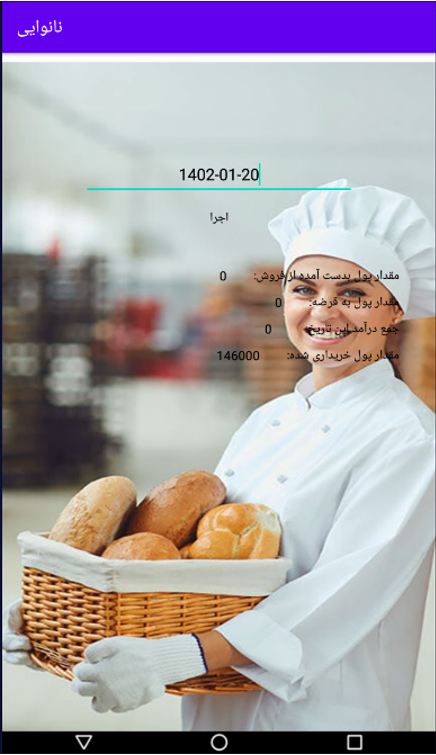 نانوایی
1402-01-20
اجرا
مقدار پول بدست آمده از فروش: 0
مقدار پول به قرضه: 0
جمع درآمد این تاریخ: 0
مقدار پول خریداری شده: 146000